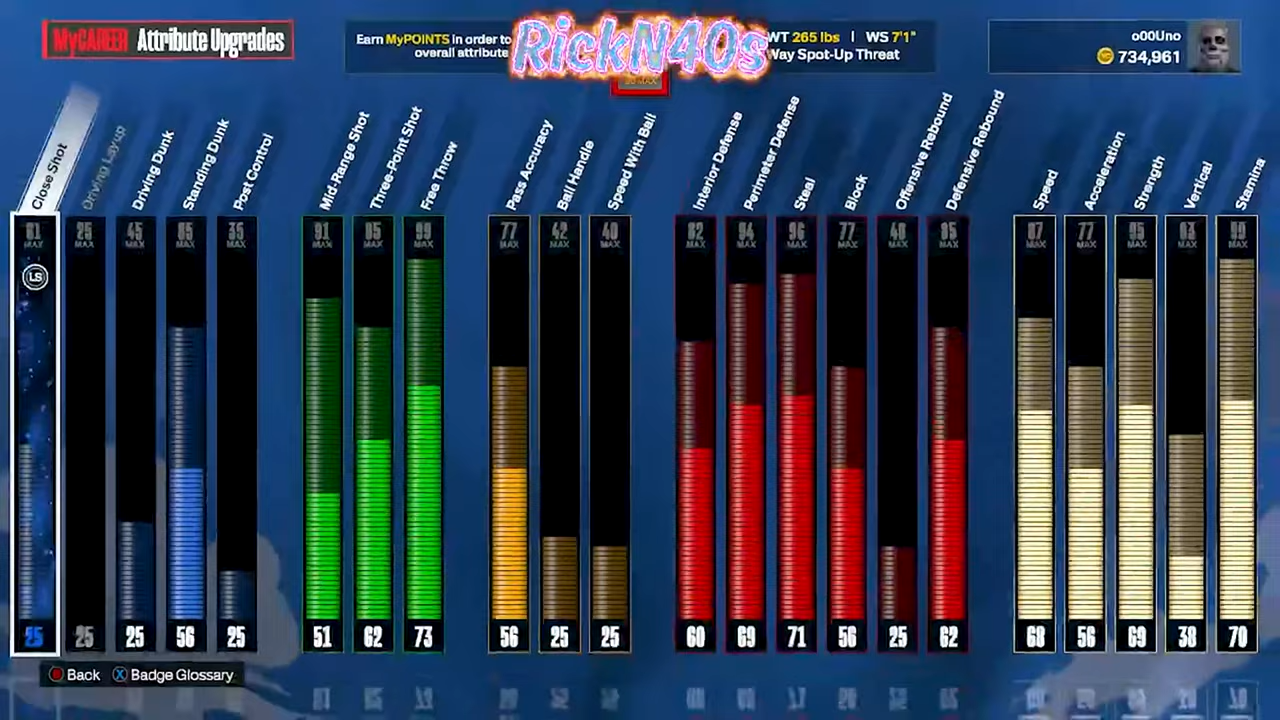 MyCAREER Attribute Upgrades
Earn MyPOINTS in order to
overall attribute
RickN40s
WT 265 lbs | WS 7'1"
Way Spot-Up Threat
o00Uno
734,961
Close Shot
Driving Layup
Driving Dunk
Standing Dunk
Post Control
Mid-Range Shot
Three-Point Shot
Free Throw
Pass Accuracy
Ball Handle
Speed With Ball
Interior Defense
Perimeter Defense
Steal
Block
Offensive Rebound
Defensive Rebound
Speed
Acceleration
Strength
Vertical
Stamina
81 25 45 85 35 91 85 99 77 42 40 82 94 96 77 40 85 87 77 95 63 99
MAX MAX MAX MAX MAX MAX MAX MAX MAX MAX MAX MAX MAX MAX MAX MAX MAX MAX MAX MAX MAX MAX
LS
25 25 25 56 25 51 62 73 56 25 25 60 69 71 56 25 62 68 56 69 38 70
Back X Badge Glossary